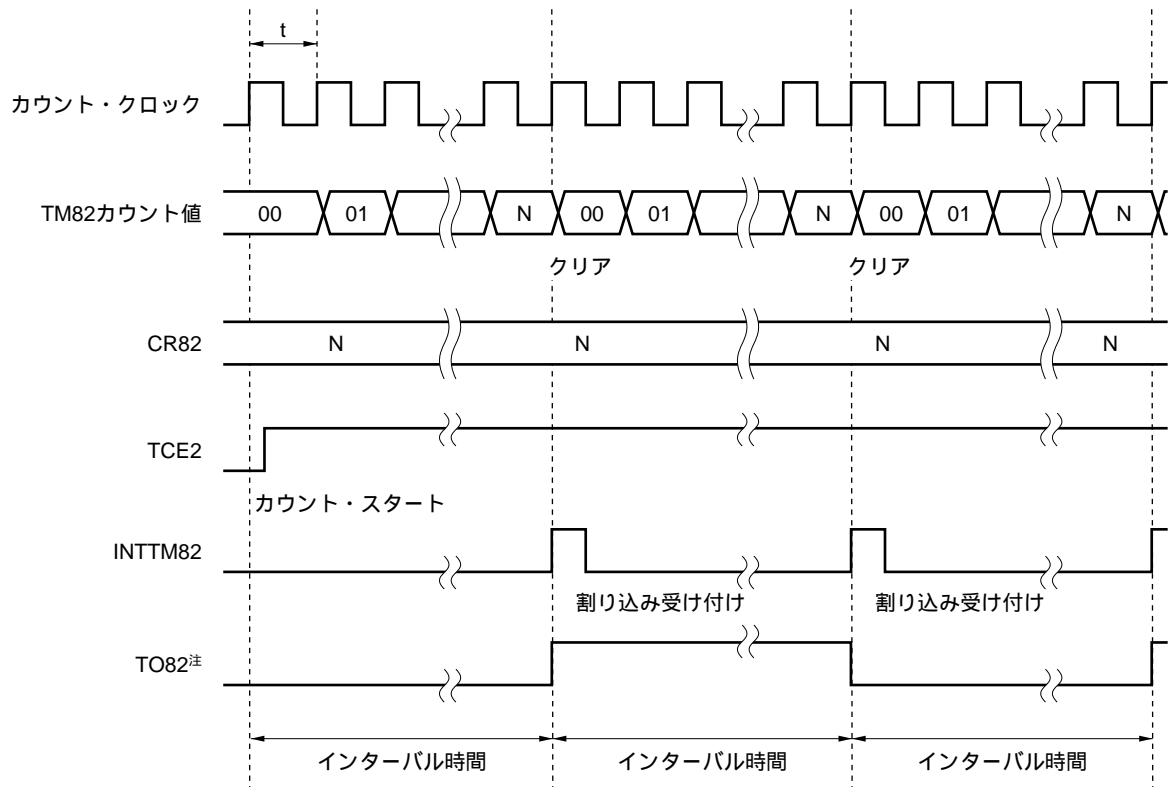 t
カウント・クロック
TM82カウント値 00 01 N 00 01 N 00 01 N
クリア クリア
CR82 N N N N
TCE2
カウント・スタート
INTTM82
割り込み受け付け 割り込み受け付け
TO82注
インターバル時間 インターバル時間 インターバル時間